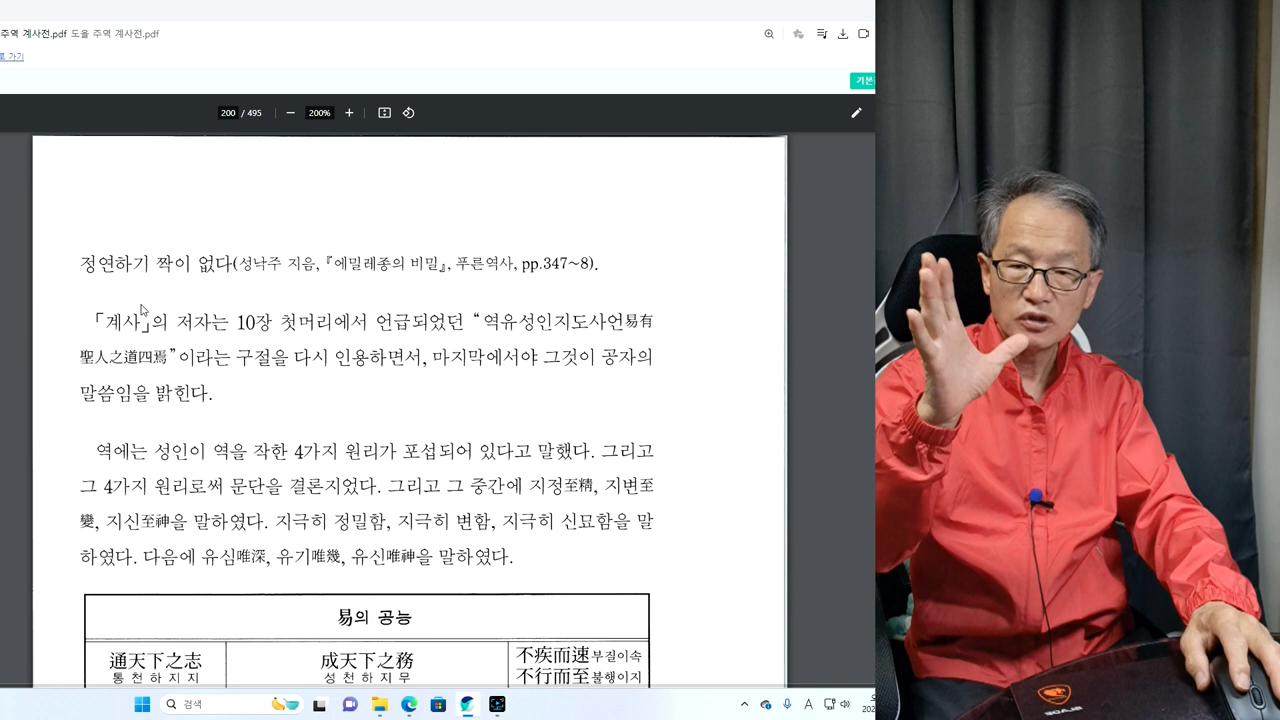 주역 계사전.pdf 도올 주역 계사전.pdf
로 가기
기본
200 / 495 200%
정연하기 짝이 없다(성낙주 지음, 『에밀레종의 비밀』, 푸른역사, pp.347~8).
「계사」의 저자는 10장 첫머리에서 언급되었던 “역유성인지도사언易有
聖人之道四焉”이라는 구절을 다시 인용하면서, 마지막에서야 그것이 공자의
말씀임을 밝힌다.
역에는 성인이 역을 작한 4가지 원리가 포섭되어 있다고 말했다. 그리고
그 4가지 원리로써 문단을 결론지었다. 그리고 그 중간에 지정至精, 지변至
變, 지신至神을 말하였다. 지극히 정밀함, 지극히 변함, 지극히 신묘함을 말
하였다. 다음에 유심唯深, 유기唯幾, 유신唯神을 말하였다.
易의 공능
通天下之志
통천하지지
成天下之務
성천하지무
不疾而速 부질이속
不行而至 불행이지
검색
A
COUGAR